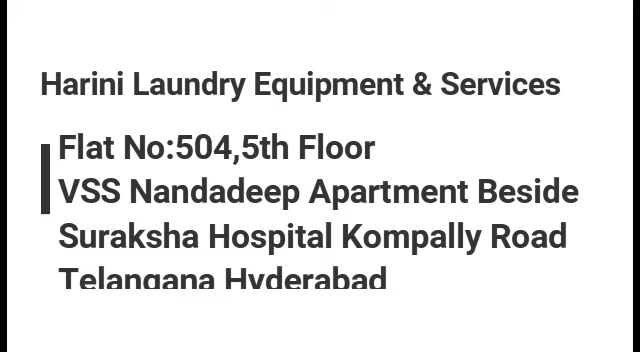 Harini Laundry Equipment & Services
Flat No:504,5th Floor
VSS Nandadeep Apartment Beside
Suraksha Hospital Kompally Road
Telangana Hyderabad